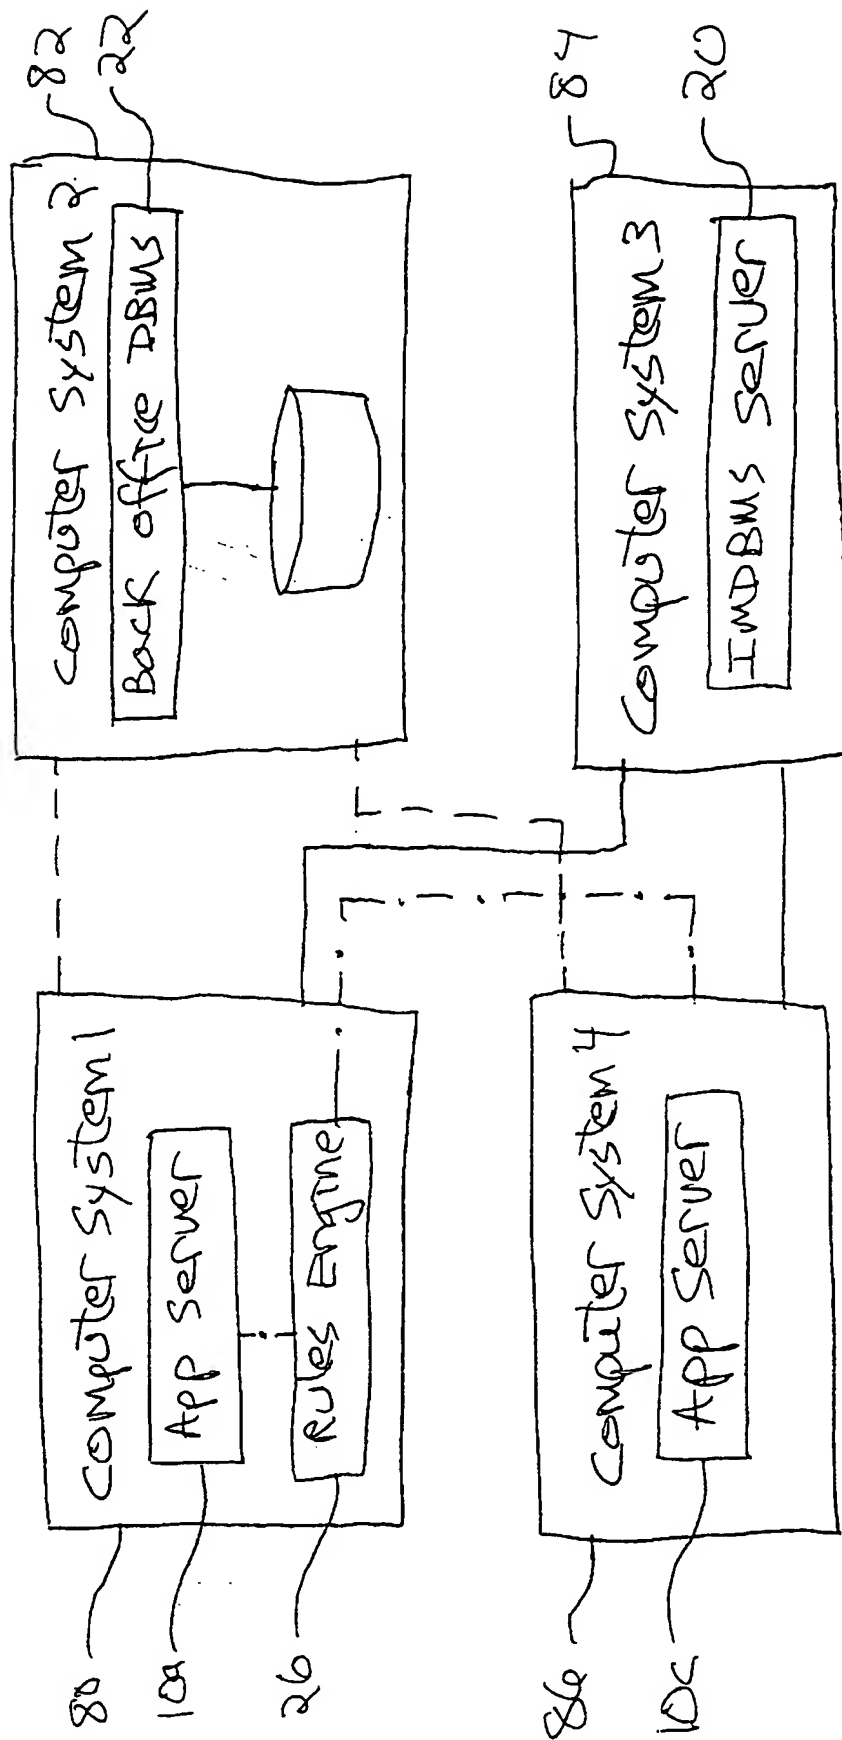 Computer System 1
App Server
Rules Engine
80
10a
26
Computer System 2
Back Office DBMS
82
22
Computer System 4
App Server
86
10c
Computer System 3
IMDBMS Server
84
20